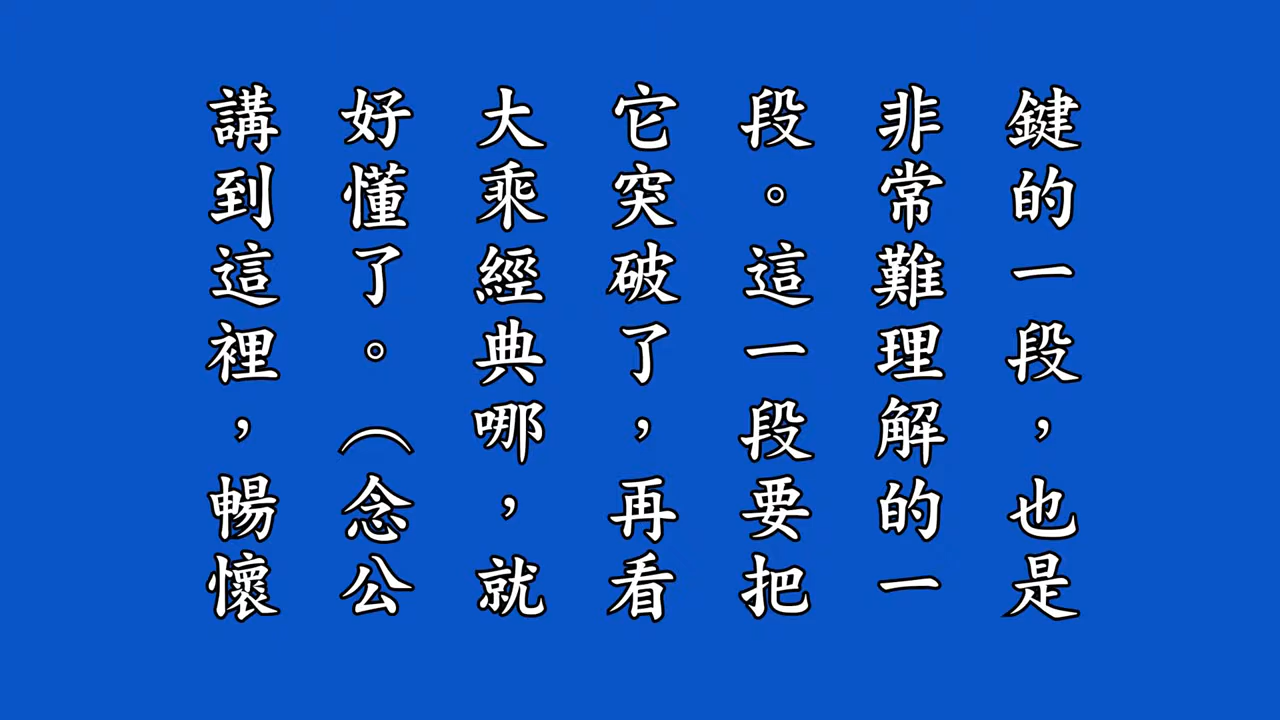 鍵的一段，也是
非常難理解的一
段。這一段要把
它突破了，再看
大乘經典哪，就
好懂了。（念公
講到這裡，暢懷